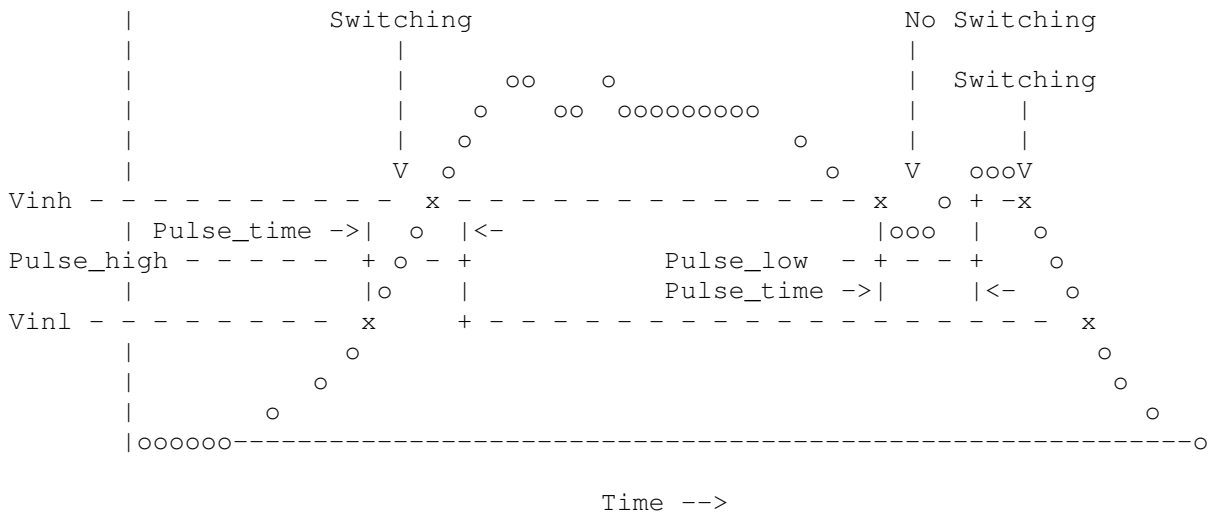 Switching No Switching
Switching
Vinh
Pulse_time
Pulse_high Pulse_low
Pulse_time
Vinl
Time -->